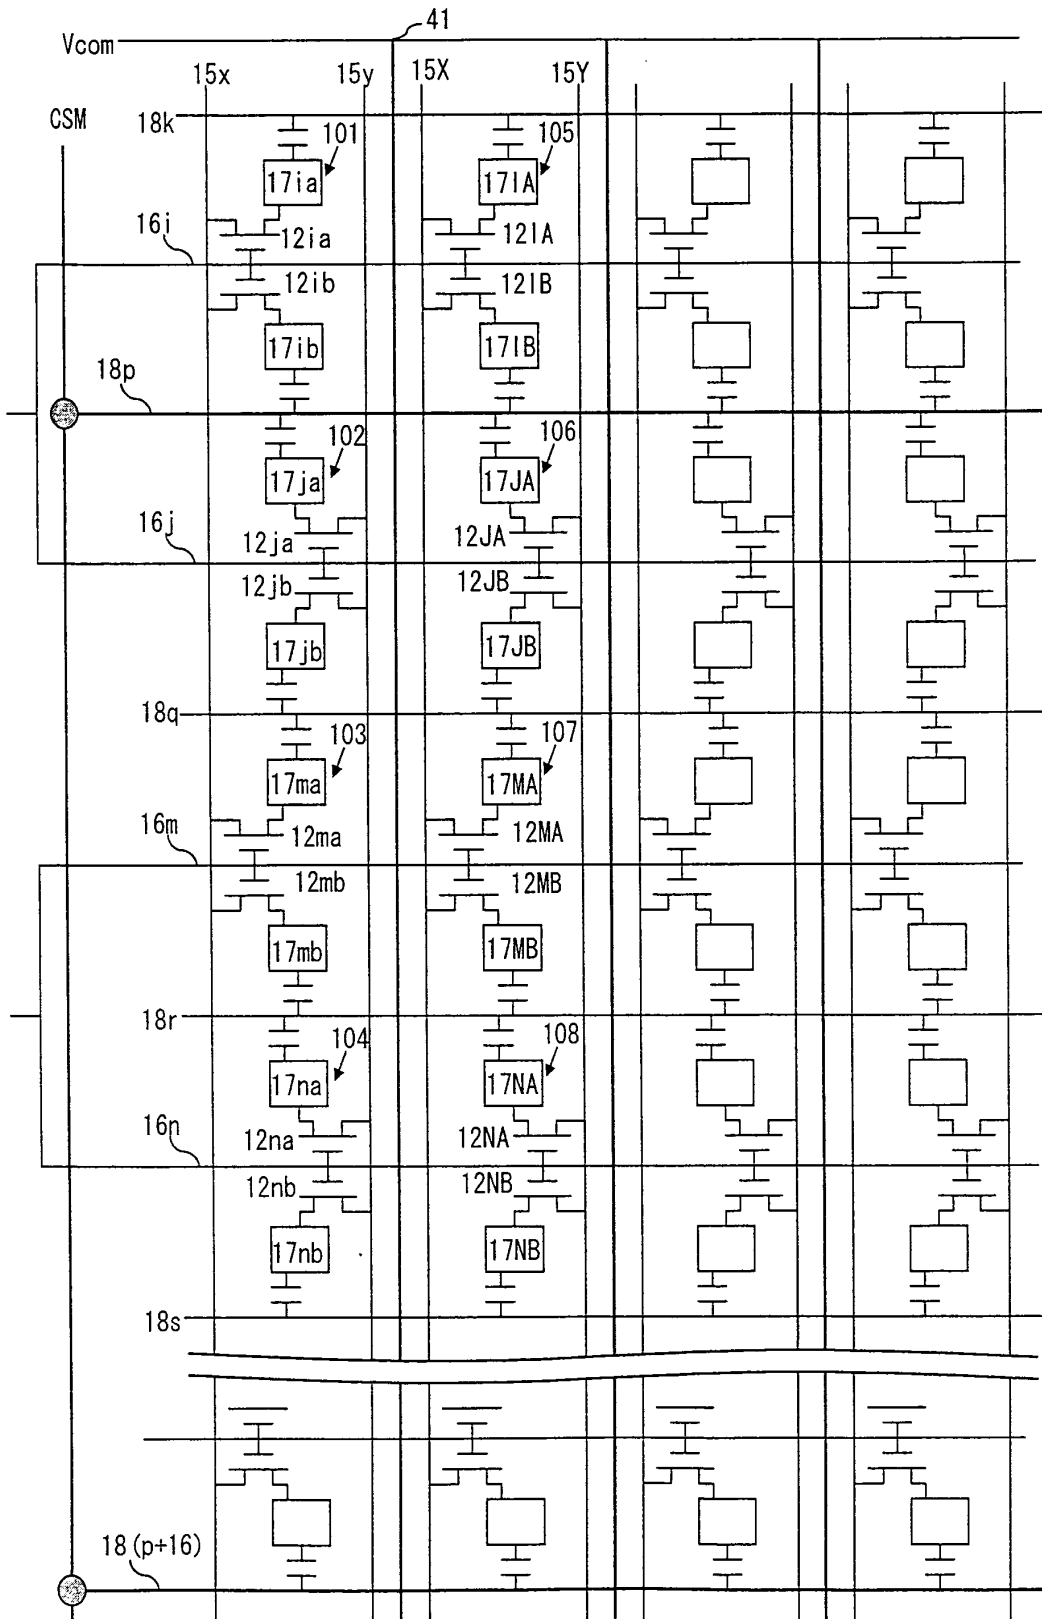 41
Vcom
15x 15y 15X 15Y
CSM
18k 101 105
17ia 17IA
16i 12ia 12IA
12ib 12IB
17ib 17IB
18p
102 106
17ja 17JA
16j 12ja 12JA
12jb 12JB
17jb 17JB
18q
103 107
17ma 17MA
16m 12ma 12MA
12mb 12MB
17mb 17MB
18r
104 108
17na 17NA
16n 12na 12NA
12nb 12NB
17nb 17NB
18s
18(p+16)